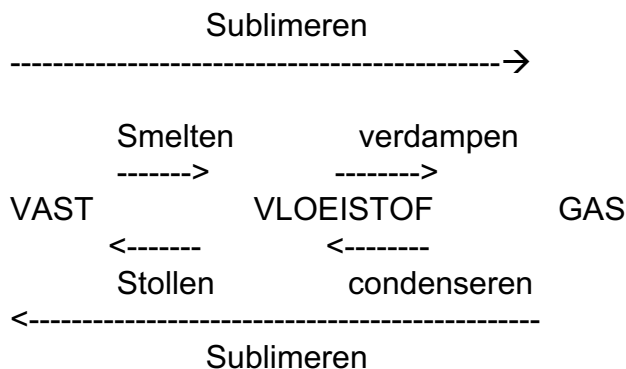 Sublimeren
----------------------------------------------→
Smelten verdampen
-------> -------->
VAST VLOEISTOF GAS
<------- <--------
Stollen condenseren
<------------------------------------------------
Sublimeren